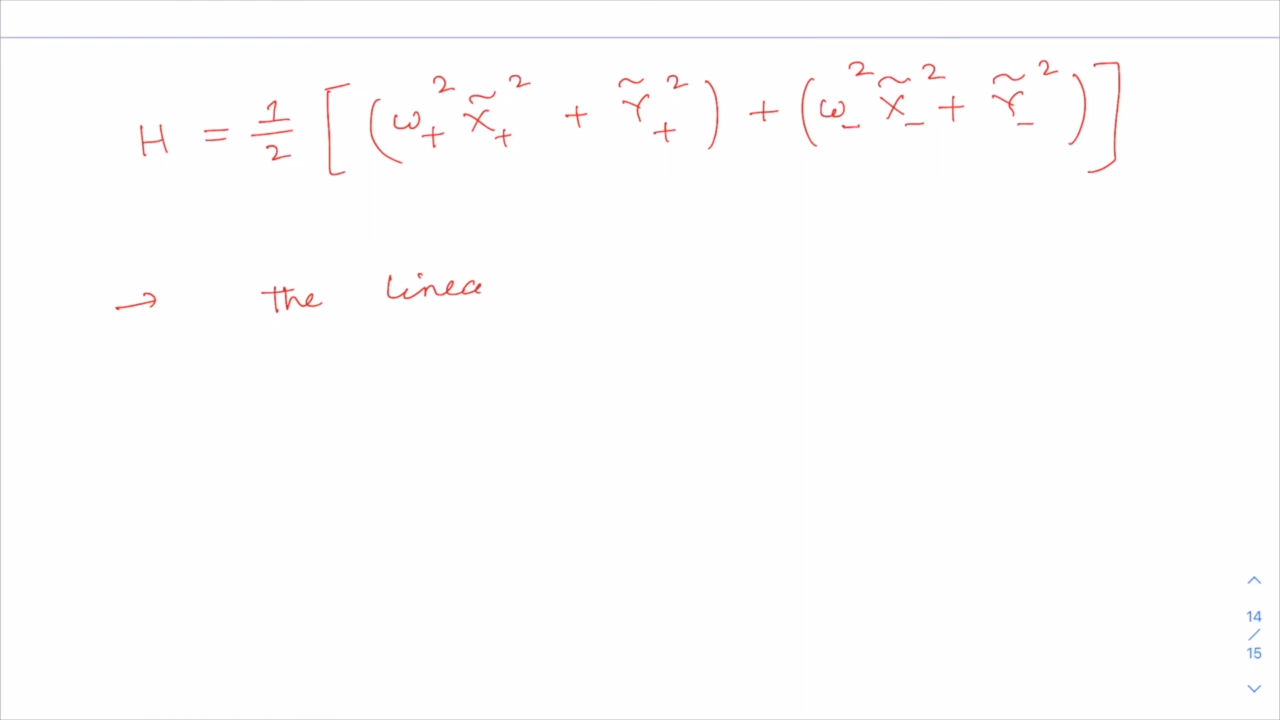 H = 1/2 [(ω₊² X̃₊² + Ỹ₊²) + (ω₋² X̃₋² + Ỹ₋²)]
→ the linea
14
/
15